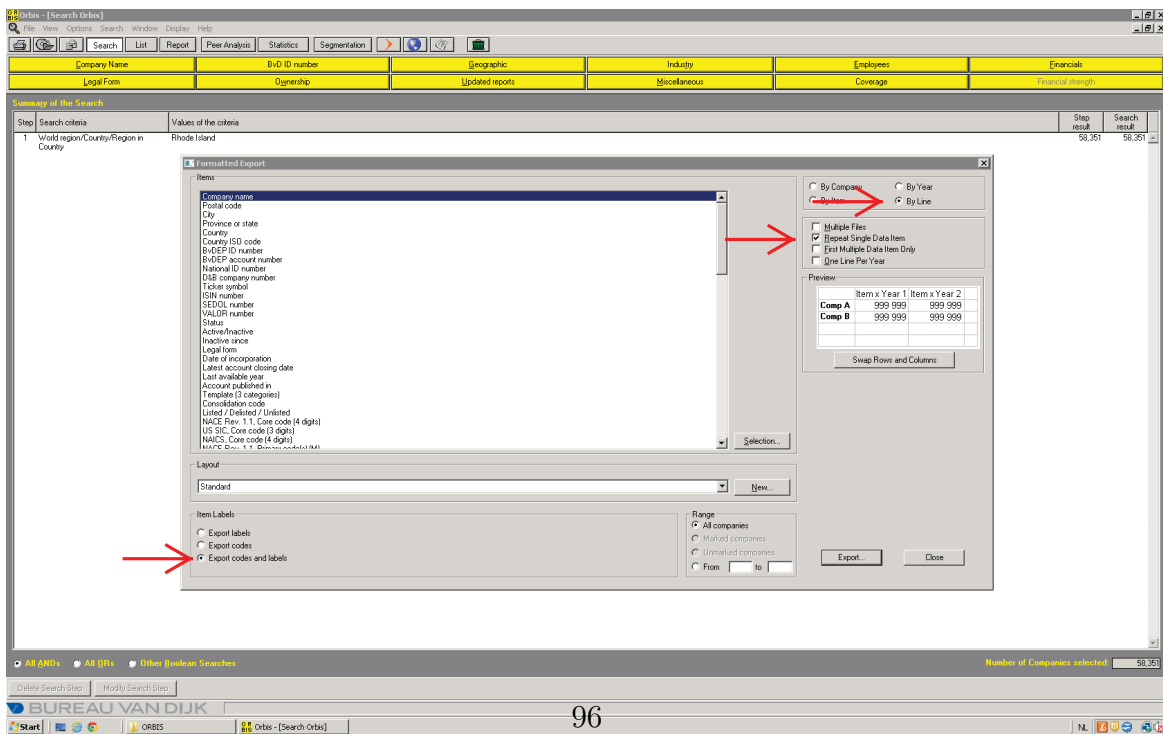 Orbis - [Search Orbis]
File View Options Search Window Display Help
Search List Report Peer Analysis Statistics Segmentation
Company Name BvD ID number Geographic Industry Employees Financials
Legal Form Ownership Updated reports Miscellaneous Coverage Financial strength
Summary of the Search
Step Search criteria Values of the criteria Step result Search result
1 World region/Country/Region in Country Rhode Island 58,351 58,351
Formatted Export
Items
Company name
Postal code
City
Province or state
Country
Country ISO code
BvDEP ID number
BvDEP account number
National ID number
D&B company number
Ticker symbol
ISIN number
SEDOL number
VALOR number
Status
Active/Inactive
Inactive since
Legal form
Date of incorporation
Latest account closing date
Last available year
Account published in
Template (3 categories)
Consolidation code
Listed / Delisted / Unlisted
NACE Rev. 1.1, Core code (4 digits)
US SIC, Core code (3 digits)
NAICS, Core code (4 digits)
NACE Rev. 1.1, Primary code(s) (M)
Selection...
By Company By Year
By Item By Line
Multiple Files
Repeat Single Data Item
First Multiple Data Item Only
One Line Per Year
Preview
Item x Year 1 Item x Year 2
Comp A 999 999 999 999
Comp B 999 999 999 999
Swap Rows and Columns
Layout
Standard
New...
Item Labels
Export labels
Export codes
Export codes and labels
Range
All companies
Marked companies
Unmarked companies
From to
Export... Close
All ANDs All ORs Other Boolean Searches
Number of Companies selected: 58,351
Delete Search Step Modify Search Step
BUREAU VAN DIJK
96
Start ORBIS Orbis - [Search Orbis] NL